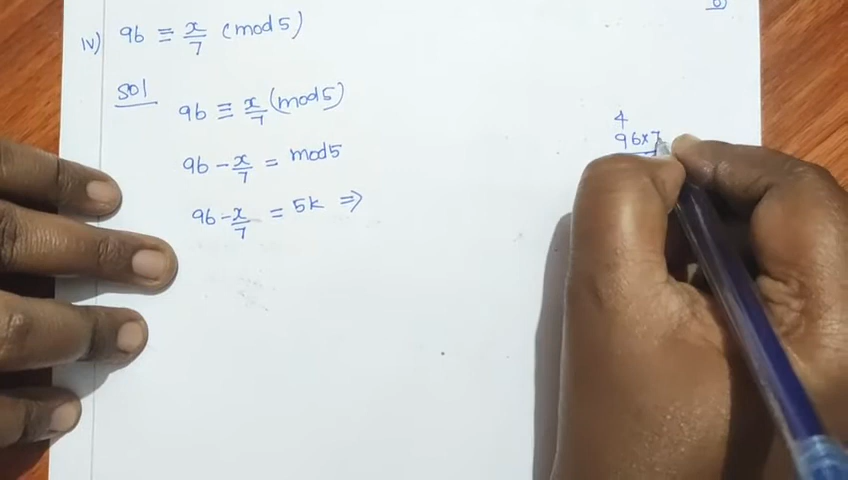 iv) 96 ≡ x/7 (mod 5)
Sol
96 ≡ x/7 (mod 5)
96 - x/7 = mod 5
96 - x/7 = 5k ⇒
4
96×7